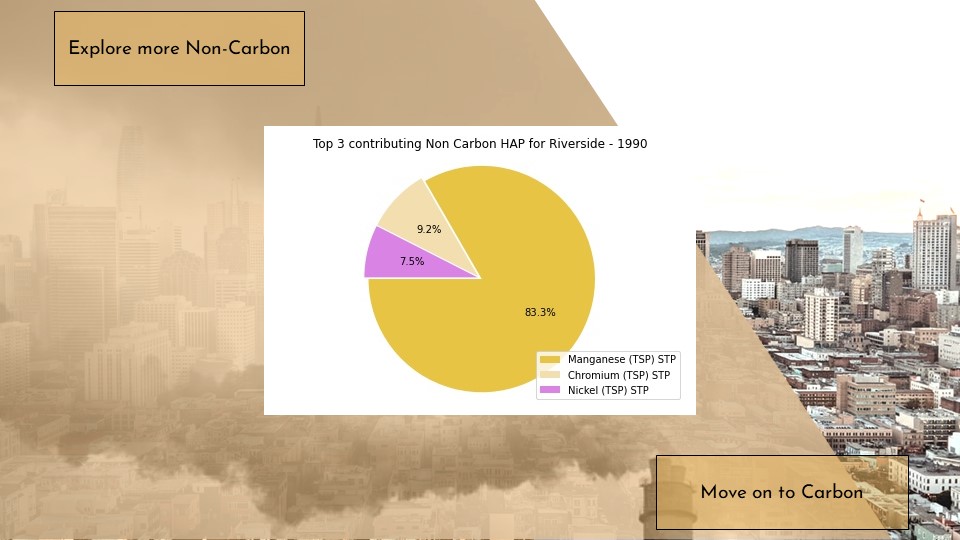 Explore more Non-Carbon
Top 3 contributing Non Carbon HAP for Riverside - 1990
9.2%
7.5%
83.3%
Manganese (TSP) STP
Chromium (TSP) STP
Nickel (TSP) STP
Move on to Carbon